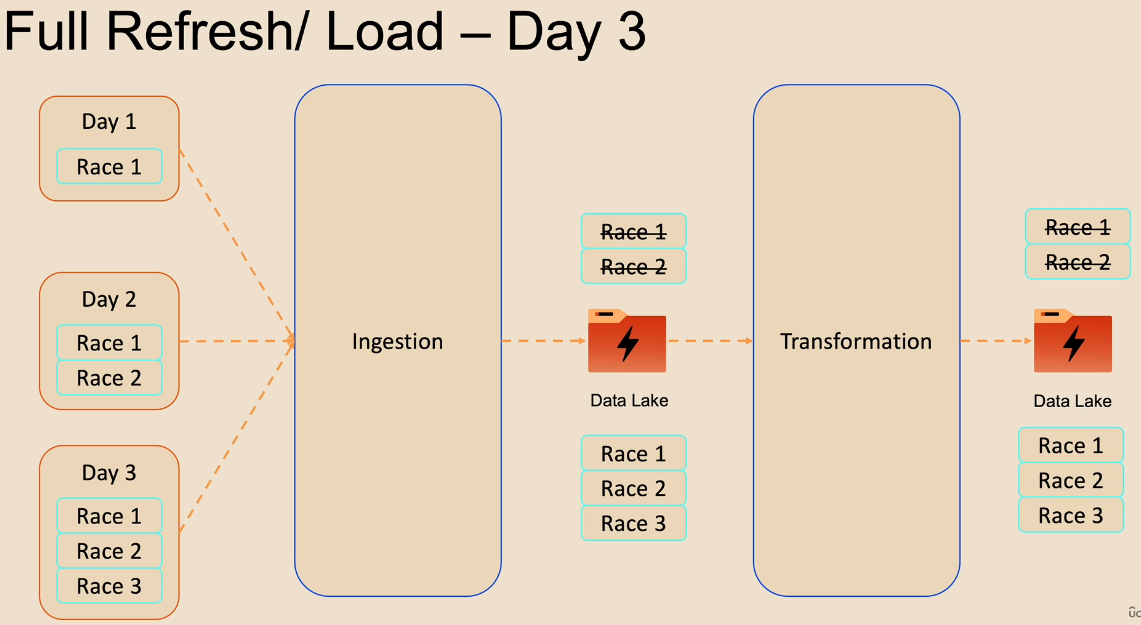 Full Refresh/ Load – Day 3
Day 1
Race 1
Day 2
Race 1
Race 2
Day 3
Race 1
Race 2
Race 3
Ingestion
Race 1
Race 2
Data Lake
Race 1
Race 2
Race 3
Transformation
Race 1
Race 2
Data Lake
Race 1
Race 2
Race 3